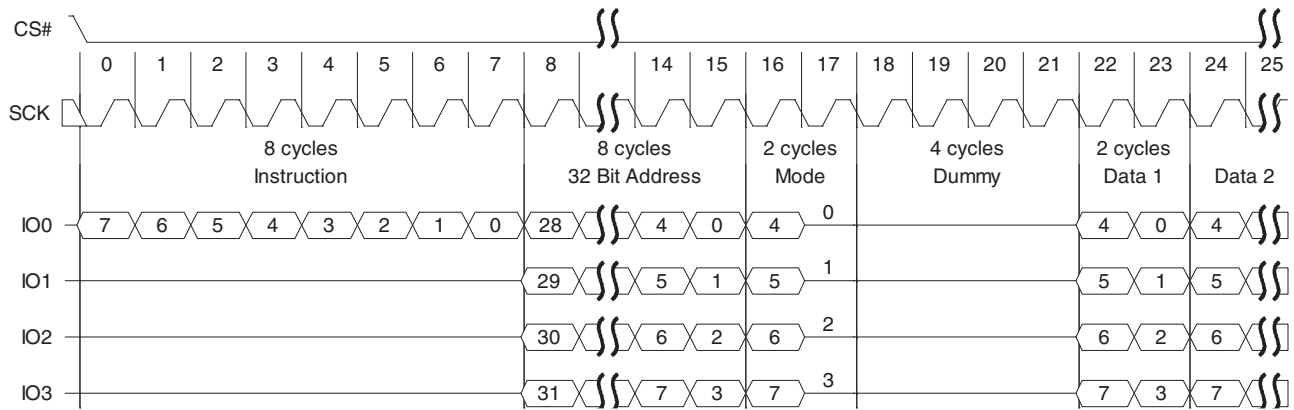 CS#
0 1 2 3 4 5 6 7 8 14 15 16 17 18 19 20 21 22 23 24 25
SCK
8 cycles 8 cycles 2 cycles 4 cycles 2 cycles
Instruction 32 Bit Address Mode Dummy Data 1 Data 2
IO0 7 6 5 4 3 2 1 0 28 4 0 4 0 4 0 4
IO1 29 5 1 5 1 5 1 5
IO2 30 6 2 6 2 6 2 6
IO3 31 7 3 7 3 7 3 7